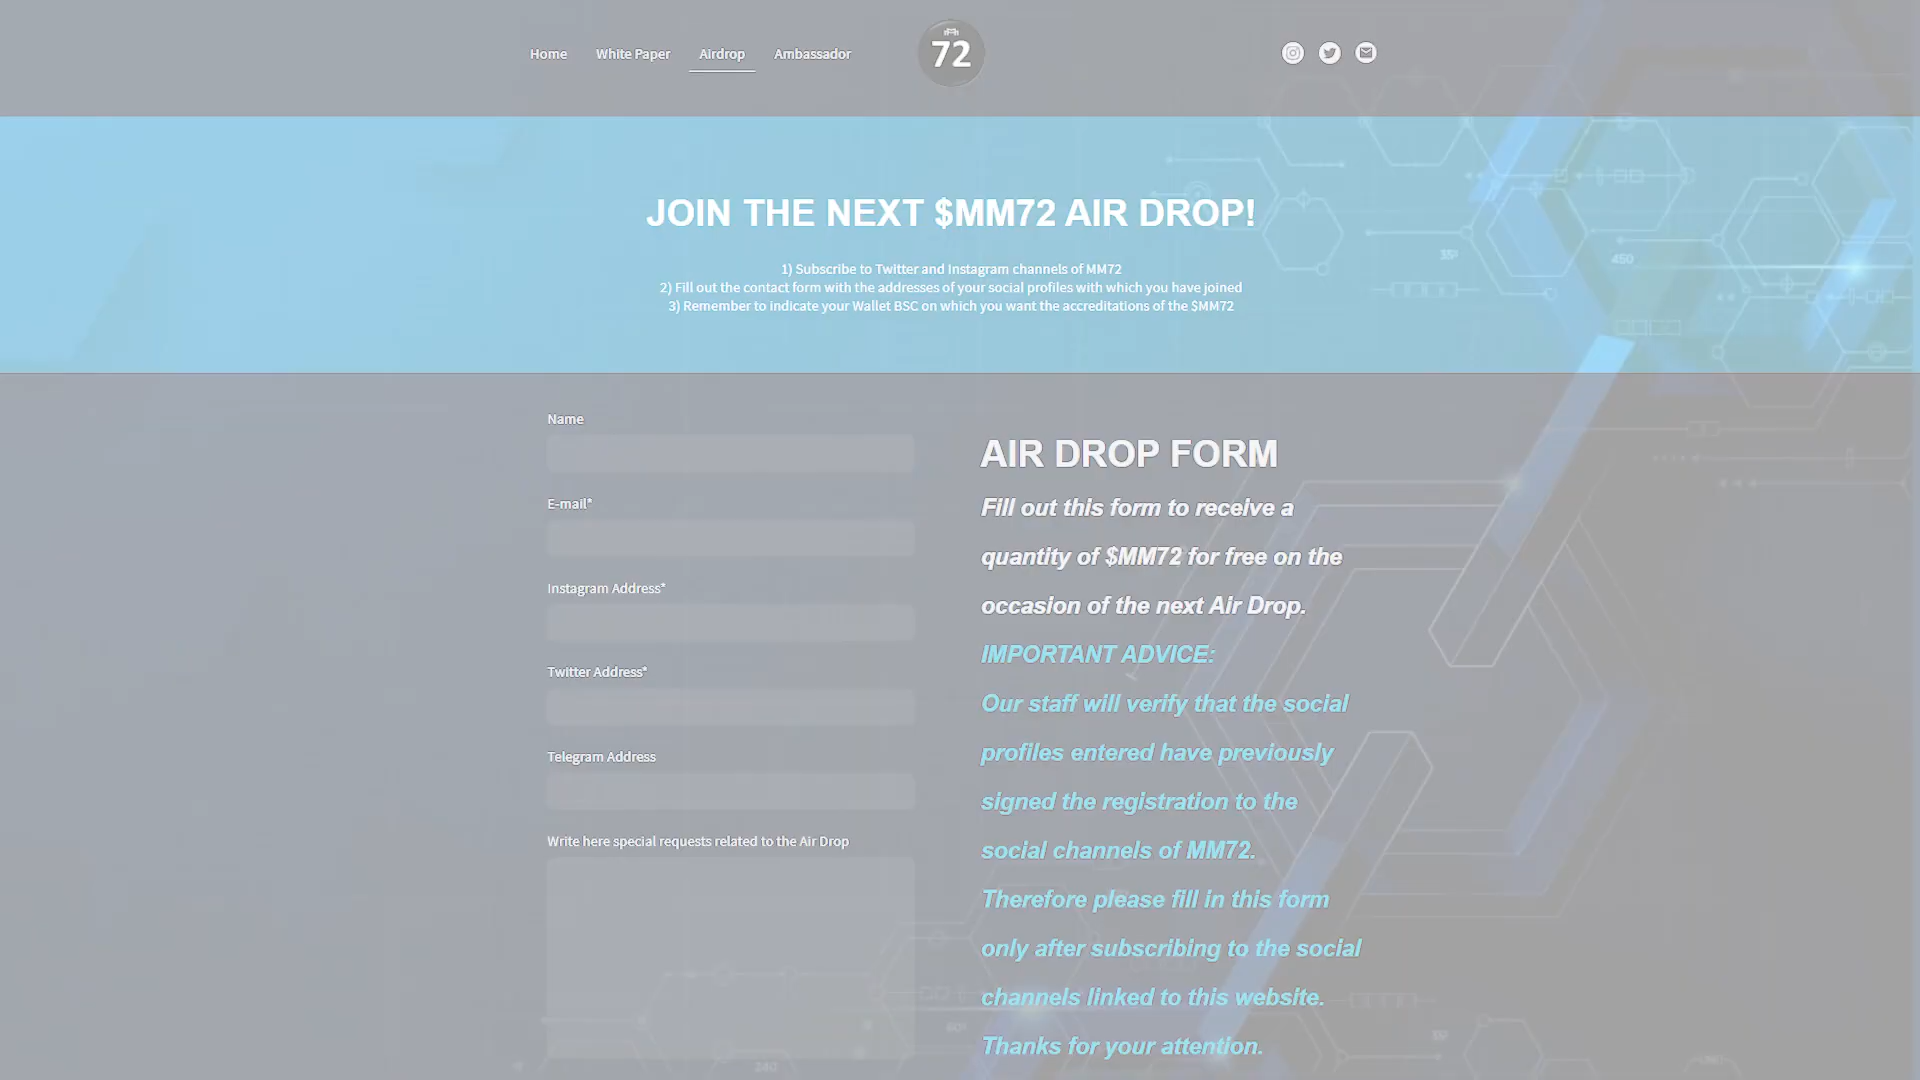 Home
White Paper
Airdrop
Ambassador
72
JOIN THE NEXT $MM72 AIR DROP!
1) Subscribe to Twitter and Instagram channels of MM72
2) Fill out the contact form with the addresses of your social profiles with which you have joined
3) Remember to indicate your Wallet BSC on which you want the accreditations of the $MM72
Name
E-mail*
Instagram Address*
Twitter Address*
Telegram Address
Write here special requests related to the Air Drop
AIR DROP FORM
Fill out this form to receive a
quantity of $MM72 for free on the
occasion of the next Air Drop.
IMPORTANT ADVICE:
Our staff will verify that the social
profiles entered have previously
signed the registration to the
social channels of MM72.
Therefore please fill in this form
only after subscribing to the social
channels linked to this website.
Thanks for your attention.
450